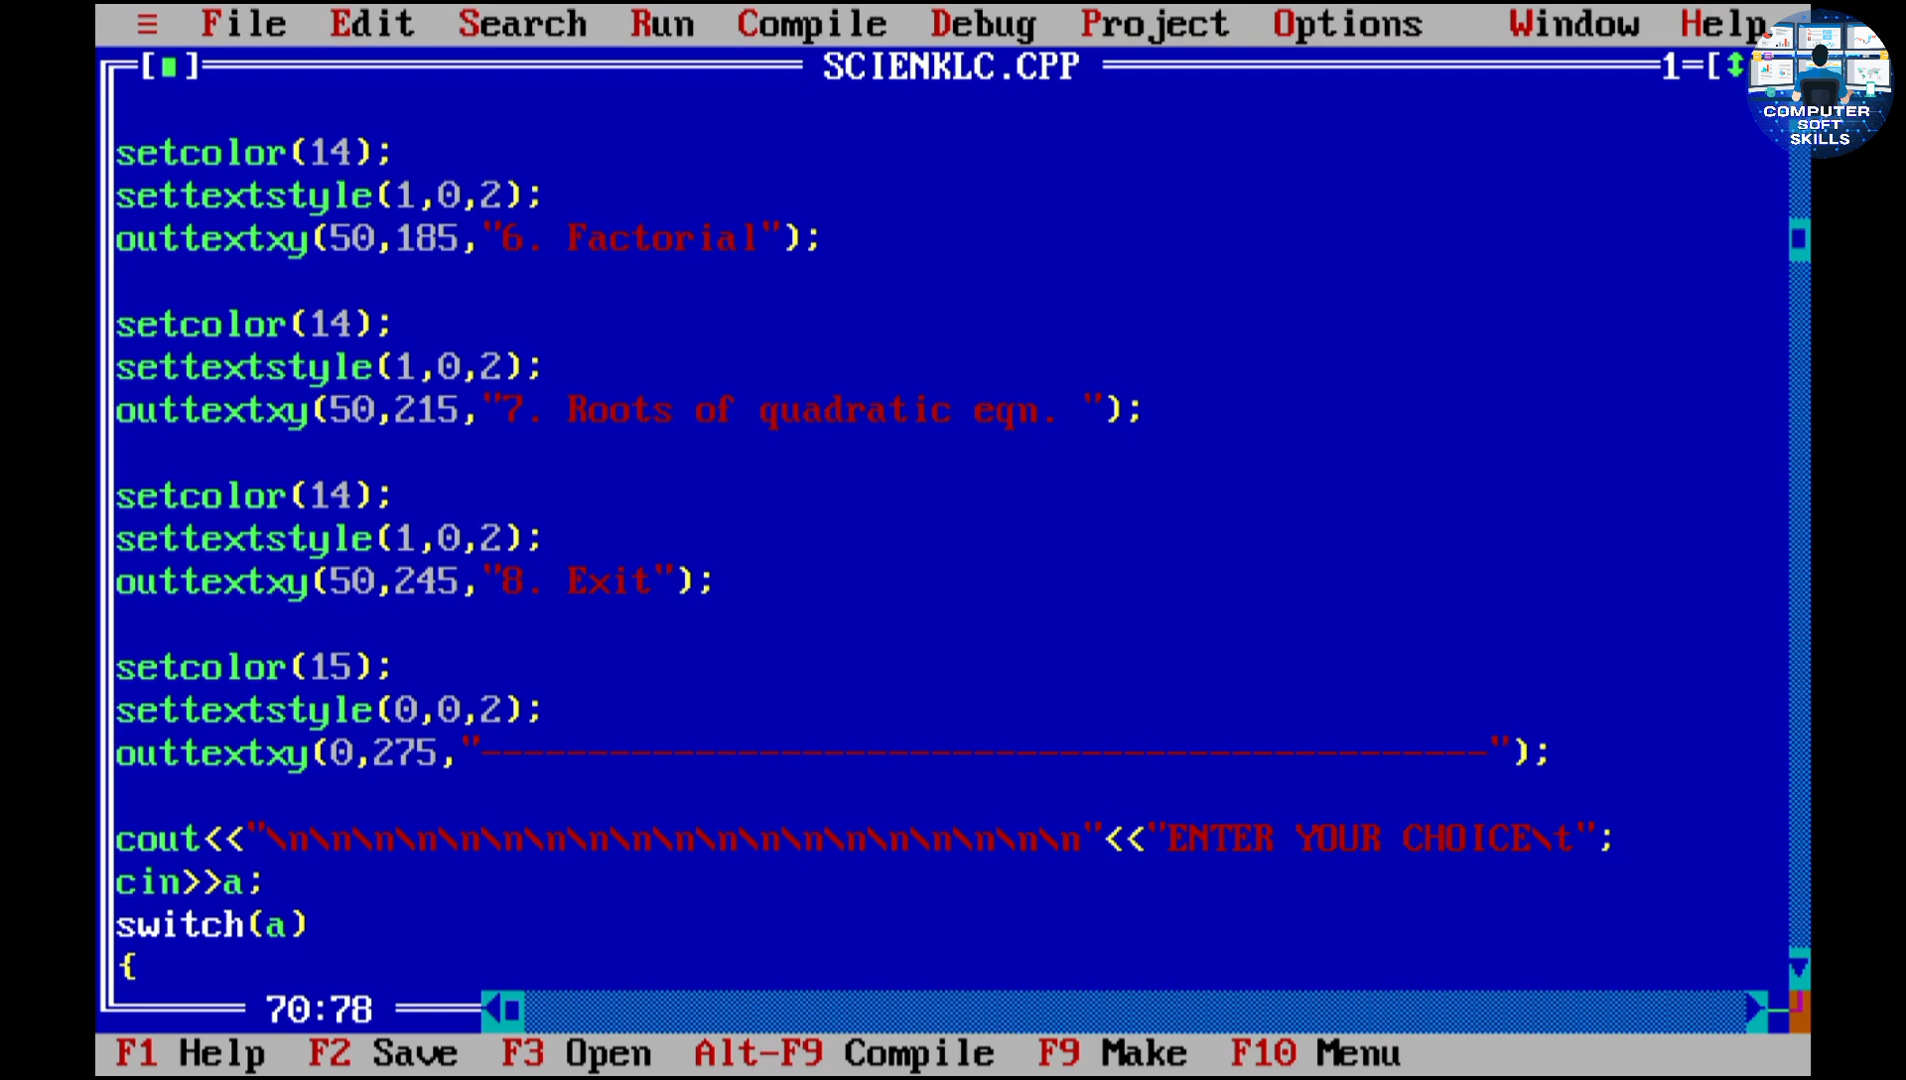 ≡ File Edit Search Run Compile Debug Project Options Window Help
[■] SCIENKLC.CPP 1=[↕
COMPUTER
SOFT
SKILLS
setcolor(14);
settextstyle(1,0,2);
outtextxy(50,185,"6. Factorial");
setcolor(14);
settextstyle(1,0,2);
outtextxy(50,215,"7. Roots of quadratic eqn. ");
setcolor(14);
settextstyle(1,0,2);
outtextxy(50,245,"8. Exit");
setcolor(15);
settextstyle(0,0,2);
outtextxy(0,275,"-----------------------------------------------");
cout<<"\n\n\n\n\n\n\n\n\n\n\n\n\n\n\n\n\n\n\n"<<"ENTER YOUR CHOICE\t";
cin>>a;
switch(a)
{
70:78
F1 Help F2 Save F3 Open Alt-F9 Compile F9 Make F10 Menu